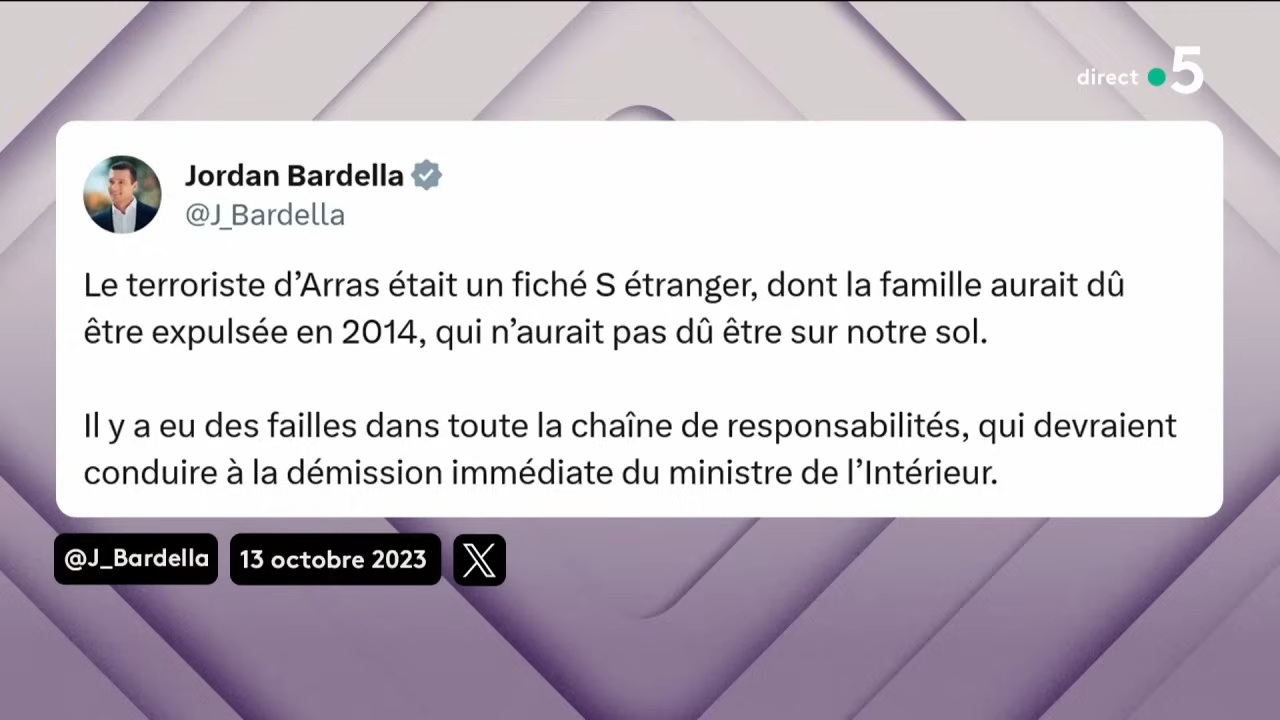 direct 5
Jordan Bardella
@J_Bardella
Le terroriste d’Arras était un fiché S étranger, dont la famille aurait dû
être expulsée en 2014, qui n’aurait pas dû être sur notre sol.
Il y a eu des failles dans toute la chaîne de responsabilités, qui devraient
conduire à la démission immédiate du ministre de l’Intérieur.
@J_Bardella 13 octobre 2023 X